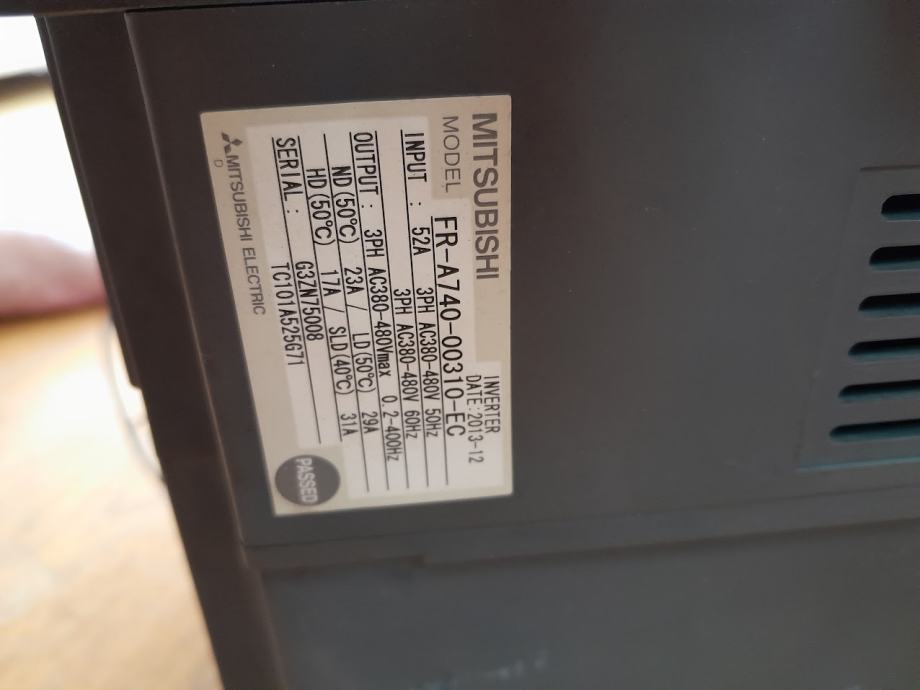 MITSUBISHI
INVERTER
MODEL FR-A740-00310-EC
DATE:2013-12
INPUT : 52A 3PH AC380-480V 50Hz
3PH AC380-480V 60Hz
OUTPUT : 3PH AC380-480Vmax 0.2-400Hz
ND(50℃) 23A / LD(50℃) 29A
HD(50℃) 17A / SLD(40℃) 31A
SERIAL : G3ZN75008
TC101A525G71
PASSED
MITSUBISHI ELECTRIC
D